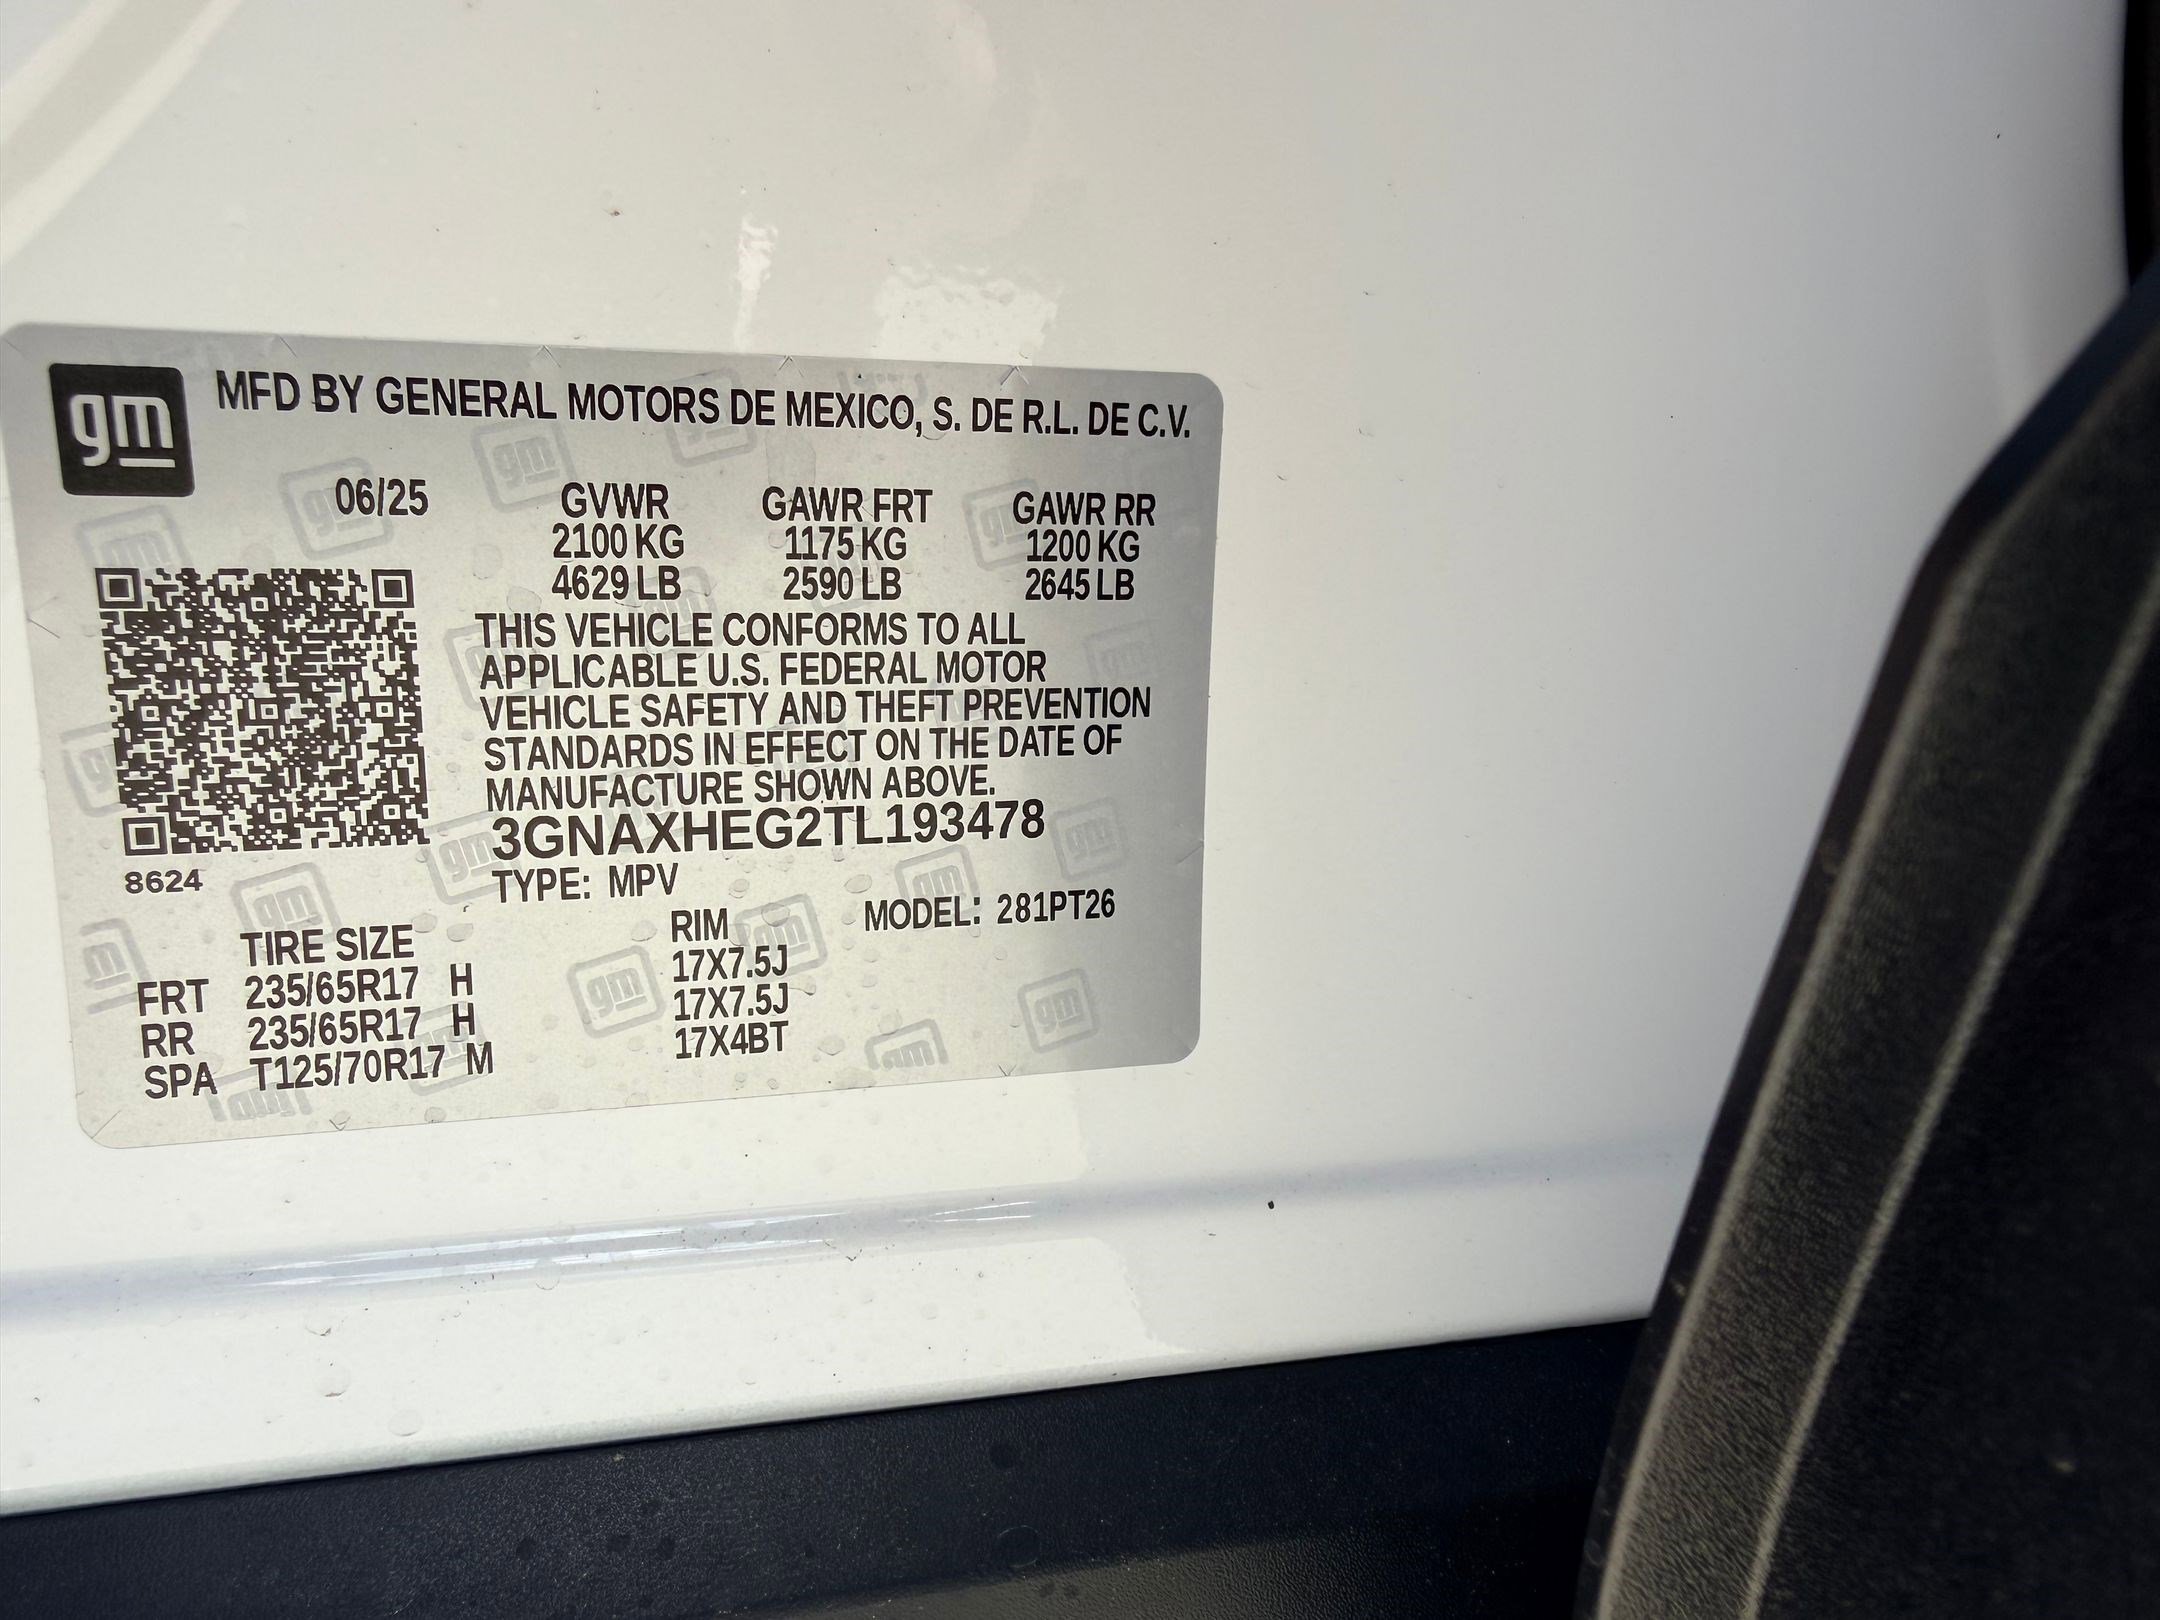 gm MFD BY GENERAL MOTORS DE MEXICO, S. DE R.L. DE C.V.
06/25 GVWR GAWR FRT GAWR RR
2100 KG 1175 KG 1200 KG
4629 LB 2590 LB 2645 LB
THIS VEHICLE CONFORMS TO ALL
APPLICABLE U.S. FEDERAL MOTOR
VEHICLE SAFETY AND THEFT PREVENTION
STANDARDS IN EFFECT ON THE DATE OF
MANUFACTURE SHOWN ABOVE.
3GNAXHEG2TL193478
8624 TYPE: MPV MODEL: 281PT26
TIRE SIZE RIM
FRT 235/65R17 H 17X7.5J
RR 235/65R17 H 17X7.5J
SPA T125/70R17 M 17X4BT